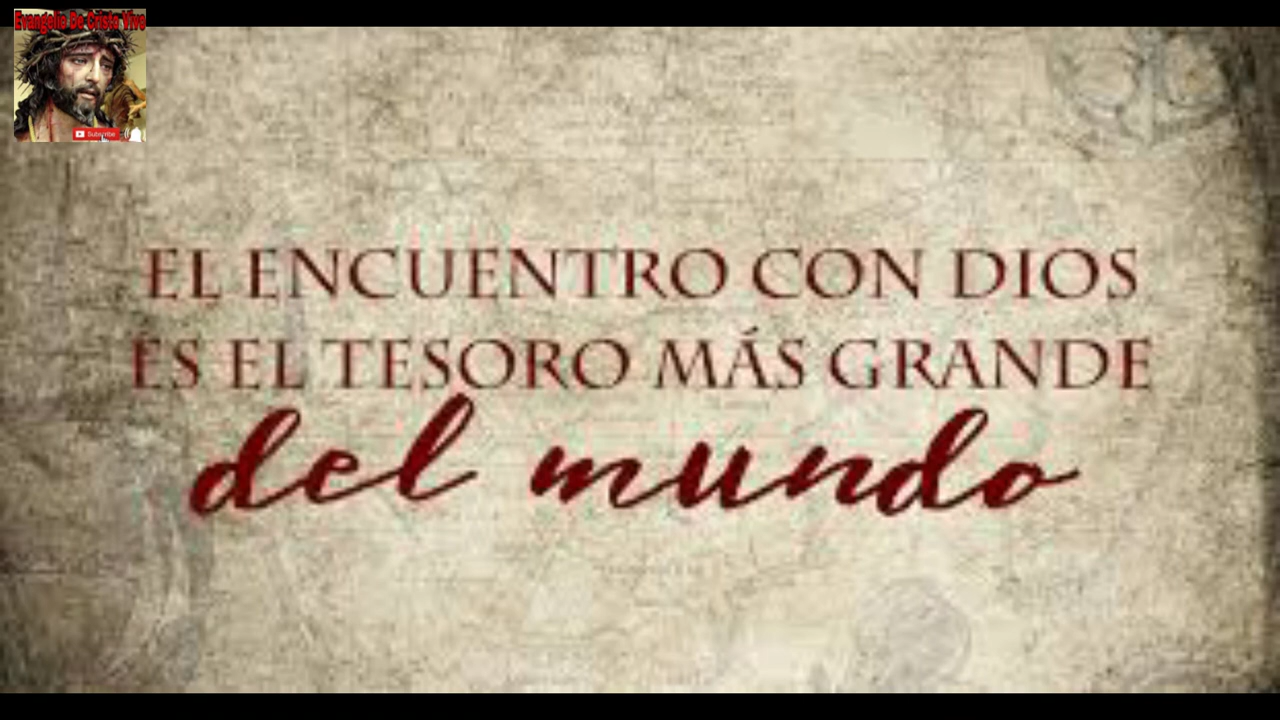 Evangelio De Cristo Vivo
Subscribe
EL ENCUENTRO CON DIOS
ES EL TESORO MÁS GRANDE
del mundo